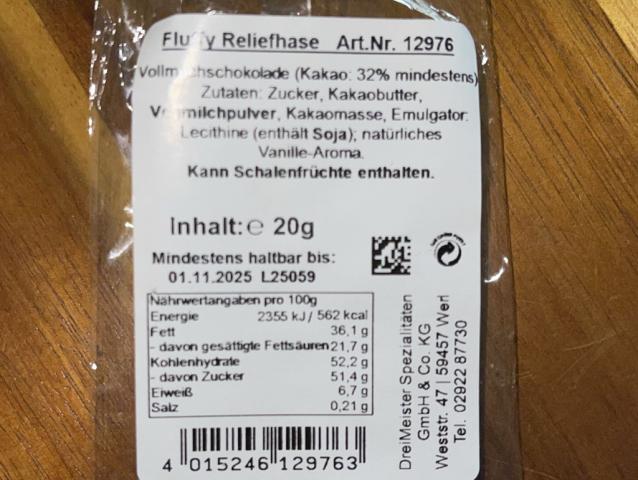 Fluffy Reliefhase Art.Nr. 12976
Vollmilchschokolade (Kakao: 32% mindestens)
Zutaten: Zucker, Kakaobutter,
Vollmilchpulver, Kakaomasse, Emulgator:
Lecithine (enthält Soja); natürliches
Vanille-Aroma.
Kann Schalenfrüchte enthalten.
Inhalt: ℮ 20g
Mindestens haltbar bis:
01.11.2025 L25059
Nährwertangaben pro 100g
Energie 2355 kJ / 562 kcal
Fett 36,1 g
- davon gesättigte Fettsäuren 21,7 g
Kohlenhydrate 52,2 g
- davon Zucker 51,4 g
Eiweiß 6,7 g
Salz 0,21 g
4 015246 129763
DreiMeister Spezialitäten
GmbH & Co. KG
Weststr. 47 | 59457 Werl
Tel. 02922 87730